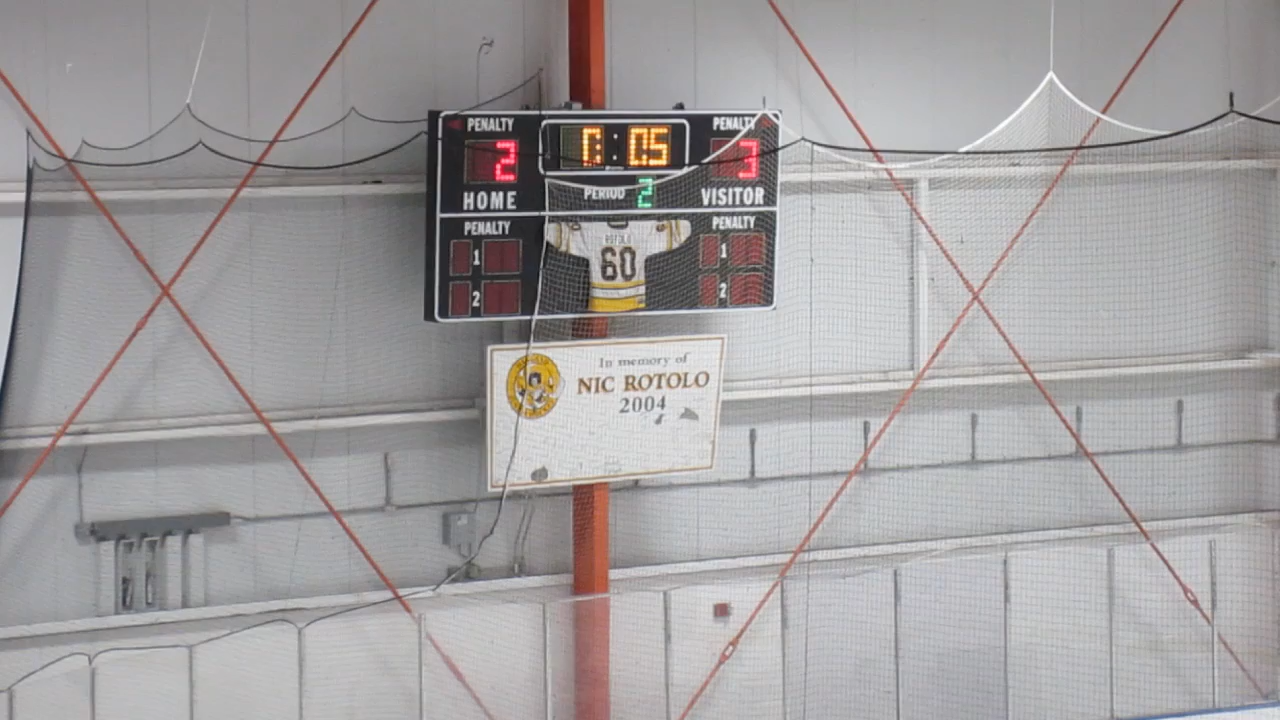 PENALTY
0:05
PENALTY
2
3
HOME
PERIOD 2
VISITOR
PENALTY
ROTOLO
PENALTY
1
60
1
2
2
In memory of
NIC ROTOLO
2004